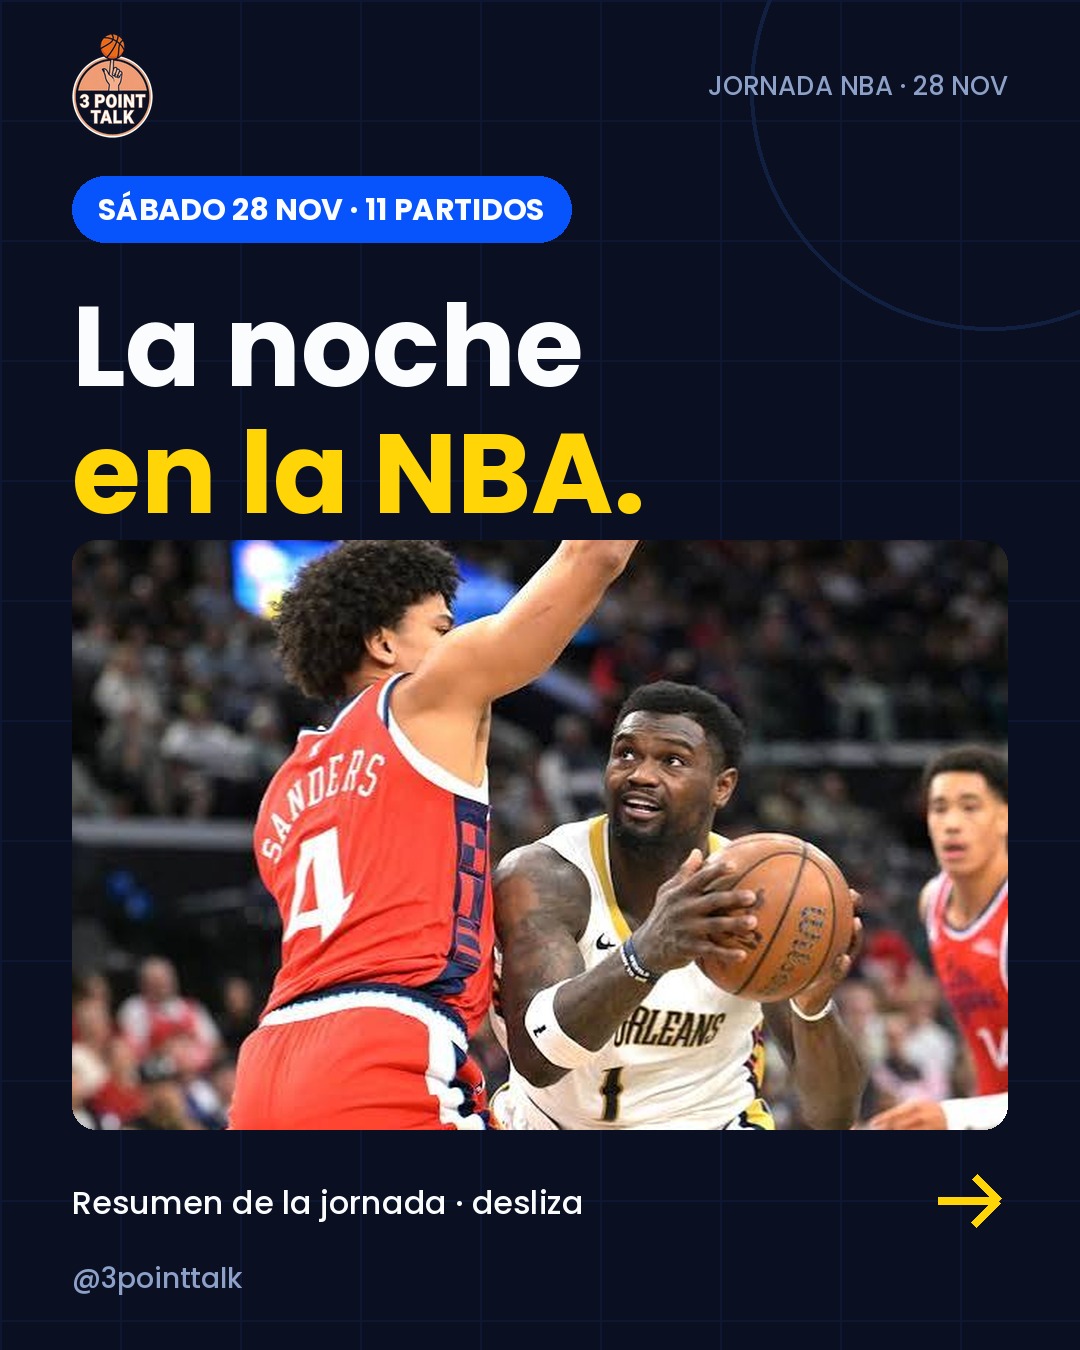 3 POINT
TALK
JORNADA NBA · 28 NOV
SÁBADO 28 NOV · 11 PARTIDOS
La noche
en la NBA.
SANDERS
4
ORLEANS
1
Resumen de la jornada · desliza
@3pointtalk